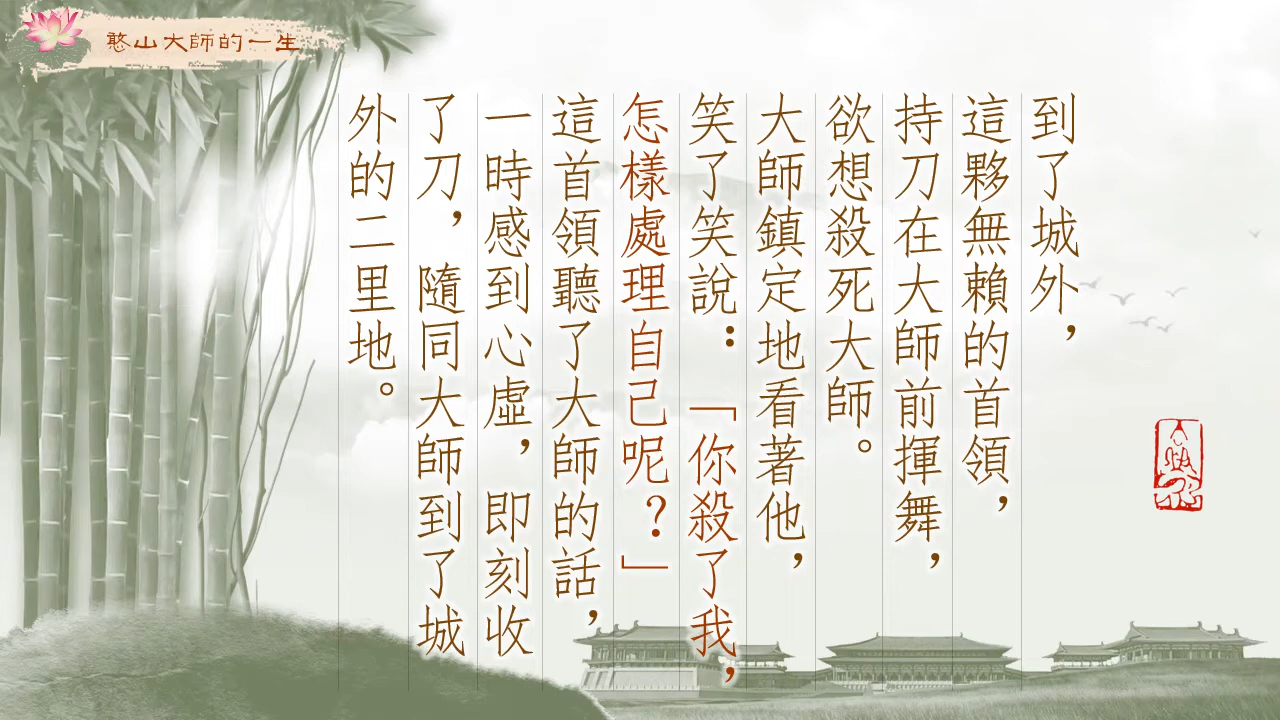 憨山大師的一生
到了城外，
這夥無賴的首領，
持刀在大師前揮舞，
欲想殺死大師。
大師鎮定地看著他，
笑了笑說：「你殺了我，
怎樣處理自己呢？」
這首領聽了大師的話，
一時感到心虛，即刻收
了刀，隨同大師到了城
外的二里地。